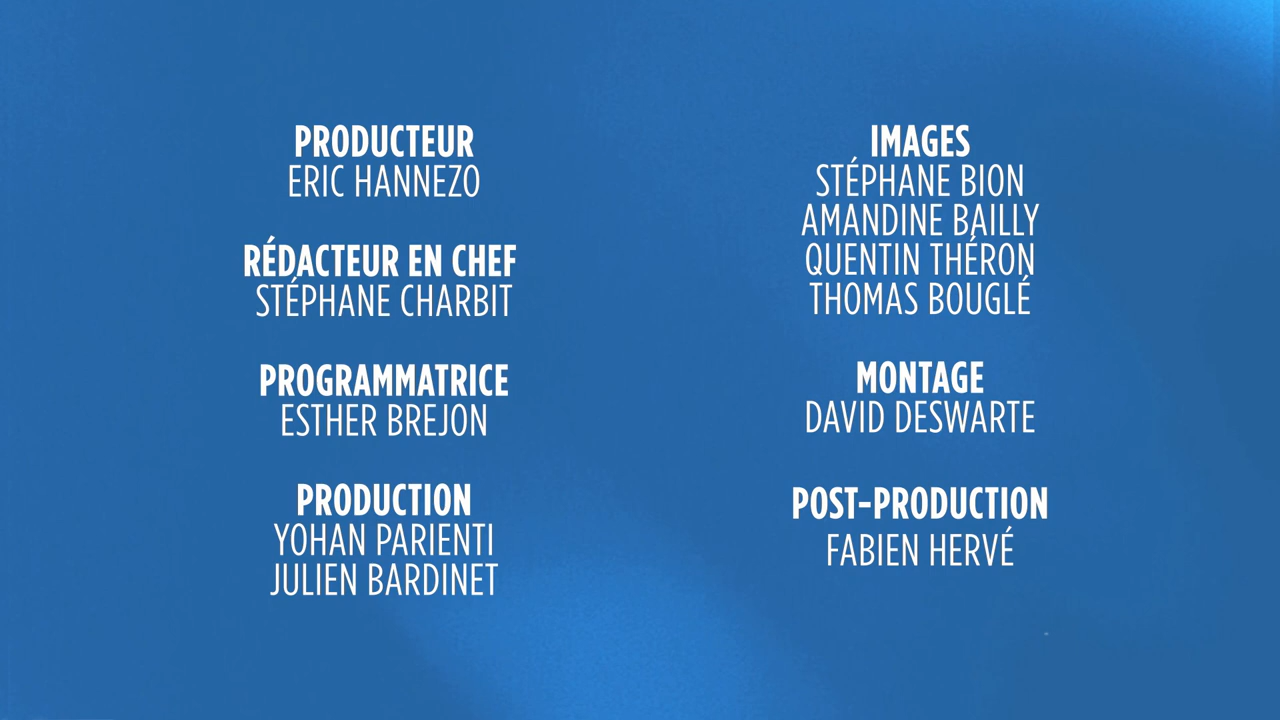 PRODUCTEUR
ERIC HANNEZO
RÉDACTEUR EN CHEF
STÉPHANE CHARBIT
PROGRAMMATRICE
ESTHER BREJON
PRODUCTION
YOHAN PARIENTI
JULIEN BARDINET
IMAGES
STÉPHANE BION
AMANDINE BAILLY
QUENTIN THÉRON
THOMAS BOUGLÉ
MONTAGE
DAVID DESWARTE
POST-PRODUCTION
FABIEN HERVÉ